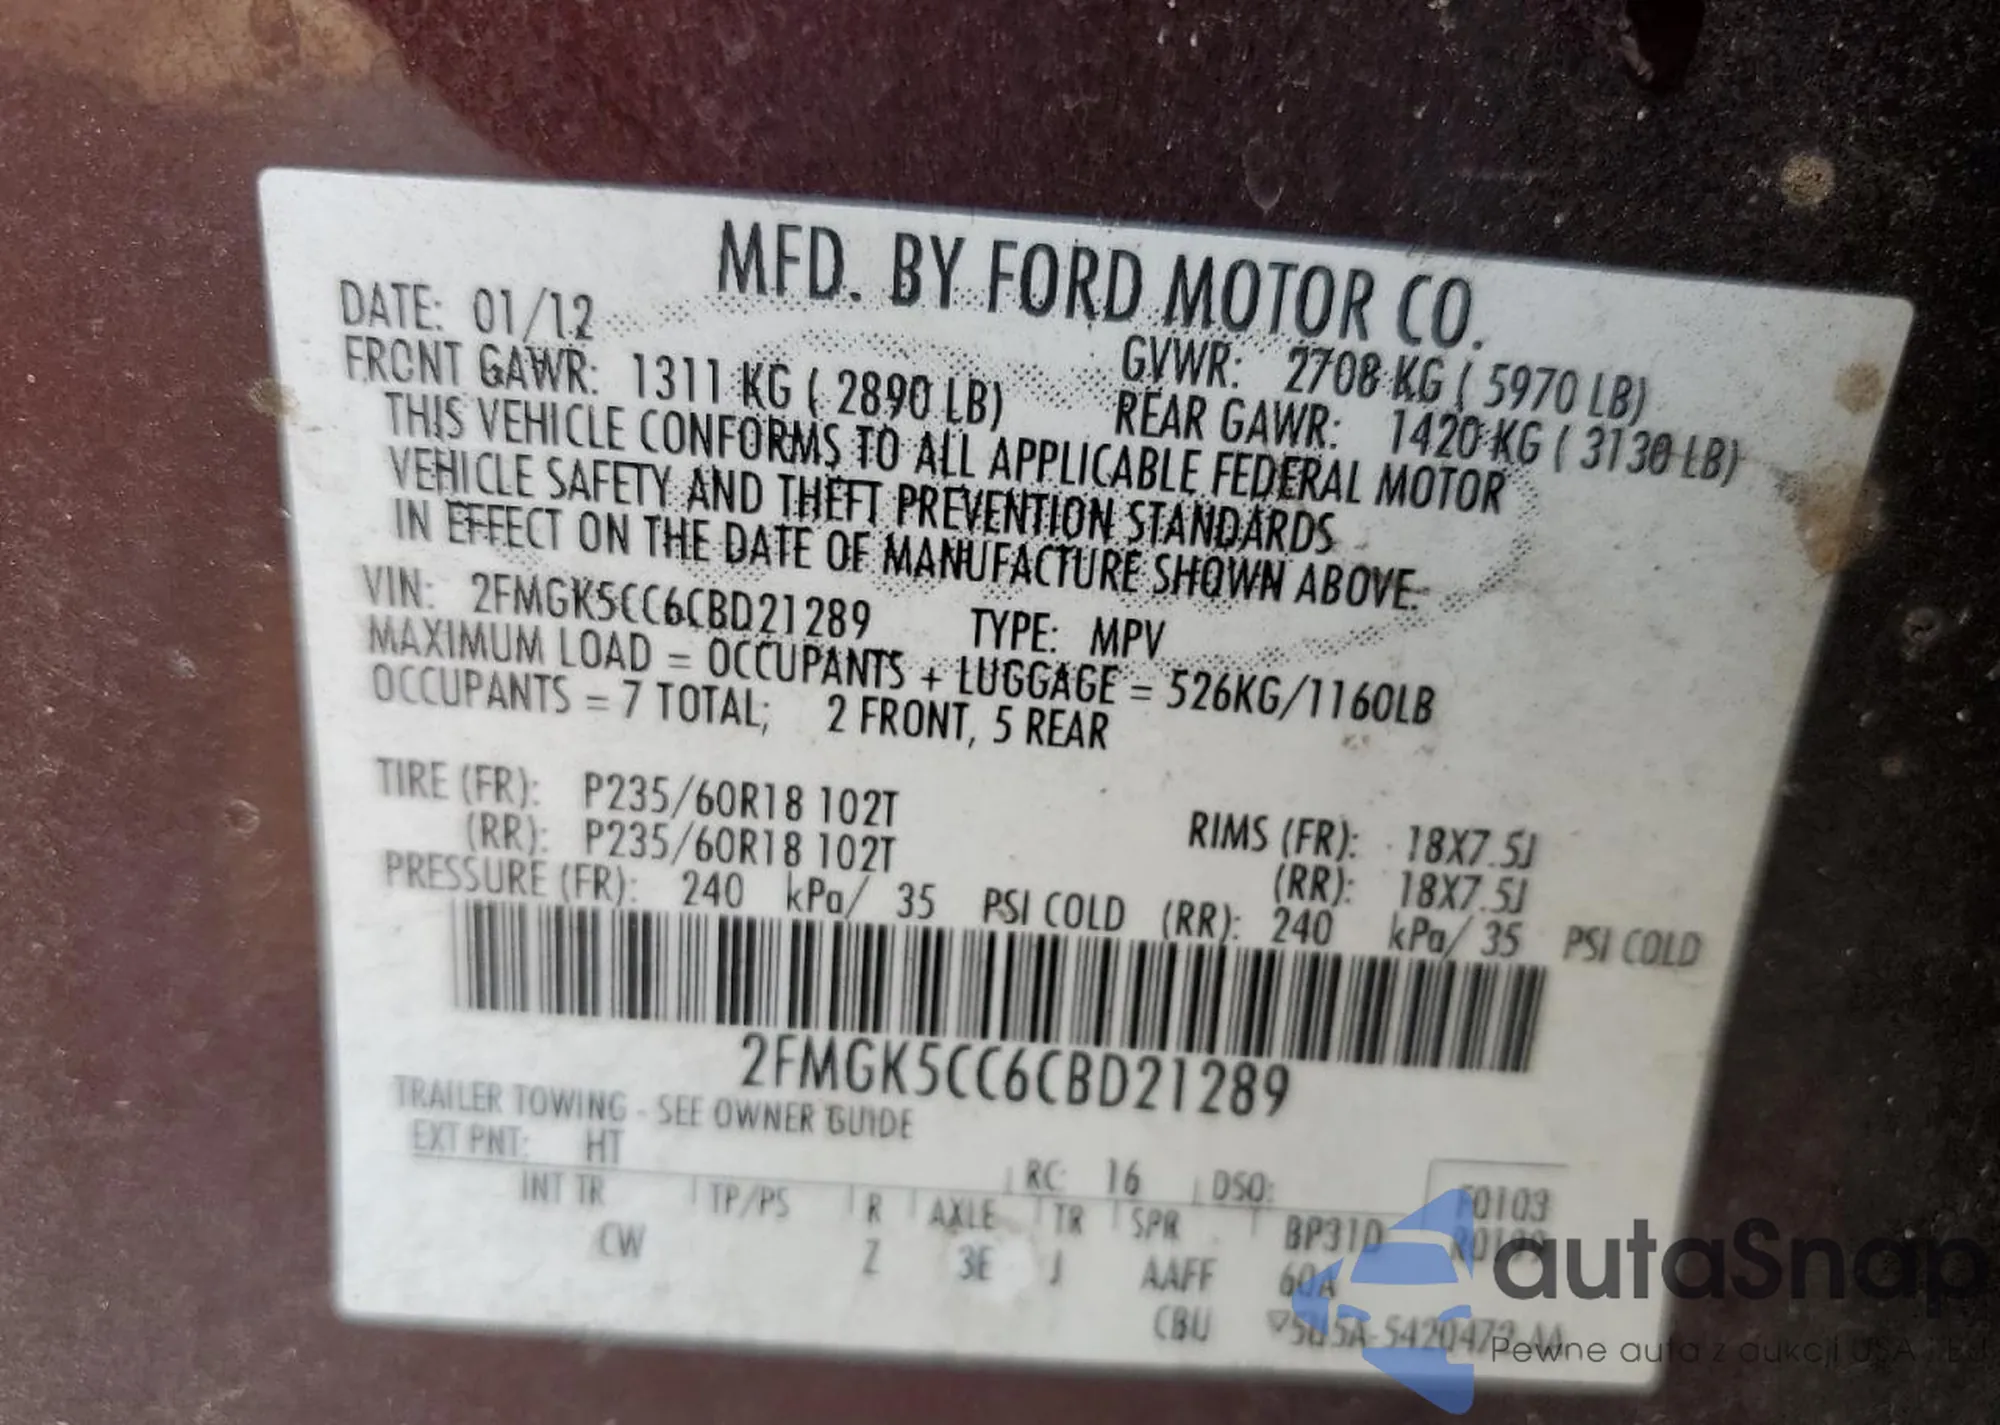 MFD. BY FORD MOTOR CO.
DATE: 01/12
GVWR: 2708 KG ( 5970 LB)
FRONT GAWR: 1311 KG ( 2890 LB)
REAR GAWR: 1420 KG ( 3130 LB)
THIS VEHICLE CONFORMS TO ALL APPLICABLE FEDERAL MOTOR
VEHICLE SAFETY AND THEFT PREVENTION STANDARDS
IN EFFECT ON THE DATE OF MANUFACTURE SHOWN ABOVE.
VIN: 2FMGK5CC6CBD21289 TYPE: MPV
MAXIMUM LOAD = OCCUPANTS + LUGGAGE = 526KG/1160LB
OCCUPANTS = 7 TOTAL; 2 FRONT, 5 REAR
TIRE (FR): P235/60R18 102T RIMS (FR): 18X7.5J
(RR): P235/60R18 102T (RR): 18X7.5J
PRESSURE (FR): 240 kPa/ 35 PSI COLD (RR): 240 kPa/ 35 PSI COLD
2FMGK5CC6CBD21289
TRAILER TOWING - SEE OWNER GUIDE
EXT PNT: HT RC: 16 DSO: F0103
INT TR TP/PS R AXLE TR SPR BP31D
CW Z 3E J AAFF 60A
CBU
autaSnap
Pewne auta z aukcji USA i EU